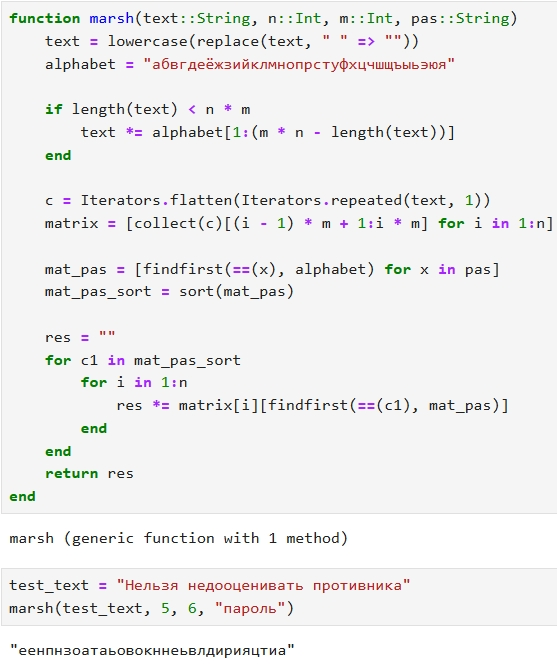 function marsh(text::String, n::Int, m::Int, pas::String)
    text = lowercase(replace(text, " " => ""))
    alphabet = "абвгдеёжзийклмнопрстуфхцчшщъыьэюя"

    if length(text) < n * m
        text *= alphabet[1:(m * n - length(text))]
    end

    c = Iterators.flatten(Iterators.repeated(text, 1))
    matrix = [collect(c)[(i - 1) * m + 1:i * m] for i in 1:n]

    mat_pas = [findfirst(==(x), alphabet) for x in pas]
    mat_pas_sort = sort(mat_pas)

    res = ""
    for c1 in mat_pas_sort
        for i in 1:n
            res *= matrix[i][findfirst(==(c1), mat_pas)]
        end
    end
    return res
end
marsh (generic function with 1 method)
test_text = "Нельзя недооценивать противника"
marsh(test_text, 5, 6, "пароль")
"еенпнзоатаьовокннеьвлдирияцтиа"